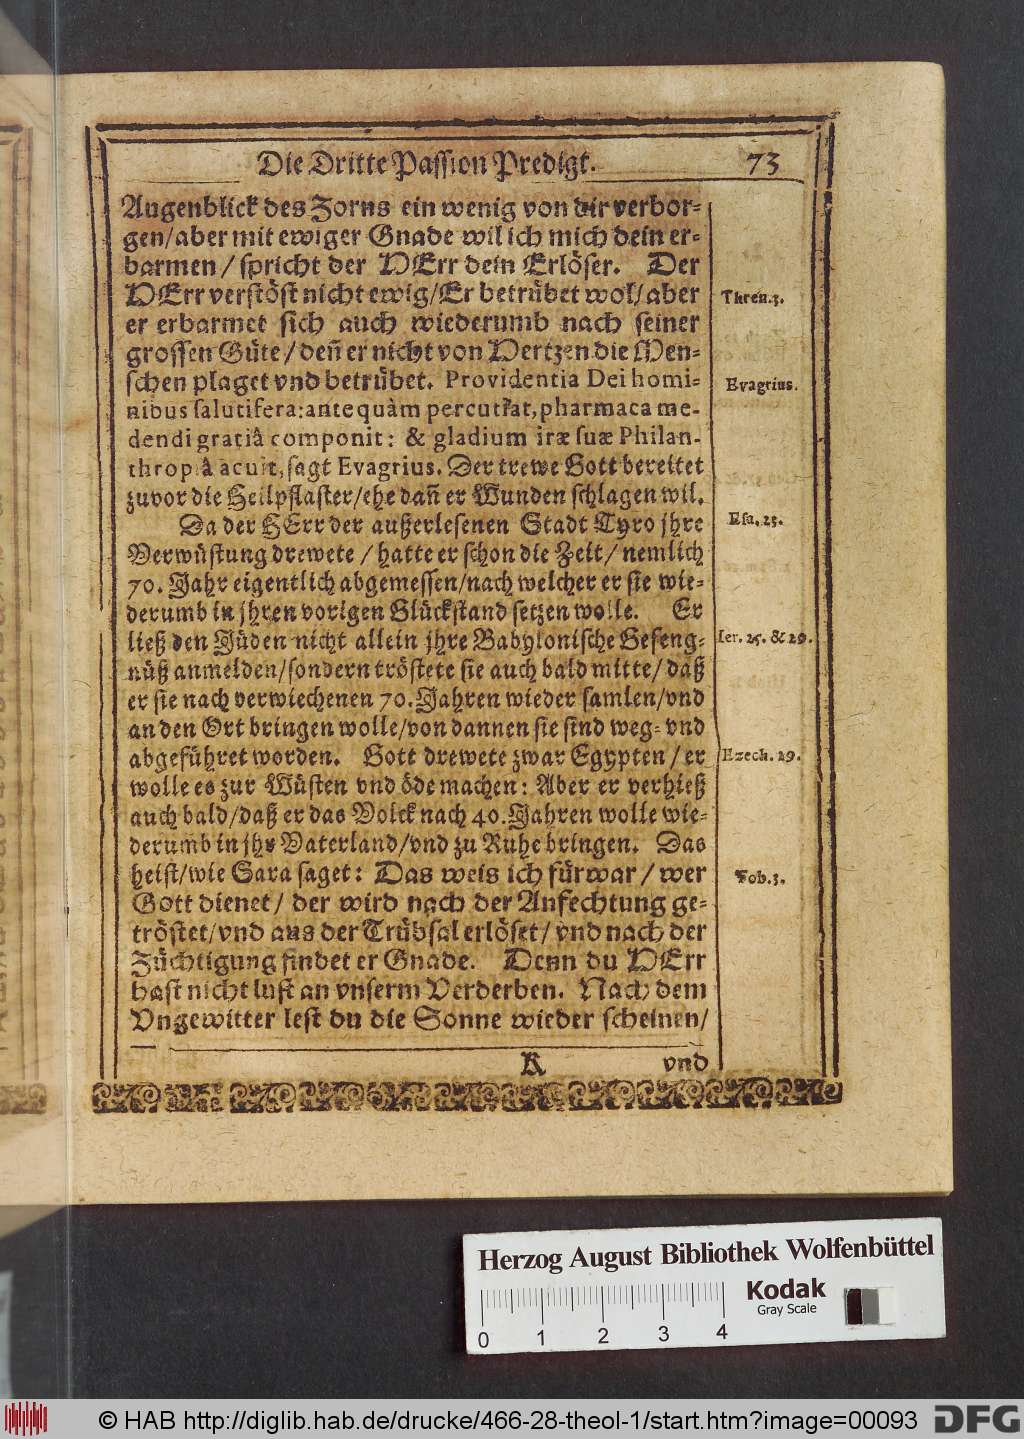 Die Dritte Passion Predigt. 73
Augenblick des Zorns ein wenig von dir verbor-
gen/aber mit ewiger Gnade wil ich mich dein er-
barmen/ spricht der HErr dein Erlöser. Der
HErr verstöst nicht ewig/Er betrübet wol/aber
Thren.3.
er erbarmet sich auch wiederumb nach seiner
grossen Güte/deñ er nicht von Hertzen die Men-
schen plaget vnd betrübet. Providentia Dei homi-
Evagrius.
nibus salutifera: antequàm percutiat, pharmaca me-
dendi gratiâ componit: & gladium iræ suæ Philan-
thropiâ acuit, sagt Evagrius. Der trewe Gott bereitet
zuvor die Heilpflaster/ehe dañ er Wunden schlagen wil.
Da der HErr der außerlesenen Stadt Tyro jhre
Esa. 23.
Verwüstung drewete/hatte er schon die Zeit/nemlich
70. Jahr eigentlich abgemessen/nach welcher er sie wie-
derumb in jhren vorigen Glückstand setzen wolle. Er
ließ den Jüden nicht allein jhre Babylonische Gefeng-
Ier. 25. & 29.
nüß anmelden/sondern tröstete sie auch bald mitte/daß
er sie nach verwiechenen 70. Jahren wieder samlen/vnd
an den Ort bringen wolle/von dannen sie sind weg- vnd
abgeführet worden. Gott drewete zwar Egypten/er
Ezech. 29.
wolle es zur Wüsten vnd öde machen: Aber er verhieß
auch bald/daß er das Volck nach 40. Jahren wolle wie-
derumb in jhr Vaterland/vnd zu Ruhe bringen. Das
heist/wie Sara saget: Das weis ich fürwar/ wer
Tob.3.
Gott dienet/ der wird nach der Anfechtung ge-
tröstet/vnd aus der Trübsal erlöset/vnd nach der
Züchtigung findet er Gnade. Denn du HErr
hast nicht lust an vnserm Verderben. Nach dem
Vngewitter lest du die Sonne wieder scheinen/
K vnd
Herzog August Bibliothek Wolfenbüttel
Kodak
Gray Scale
0 1 2 3 4
© HAB http://diglib.hab.de/drucke/466-28-theol-1/start.htm?image=00093 DFG